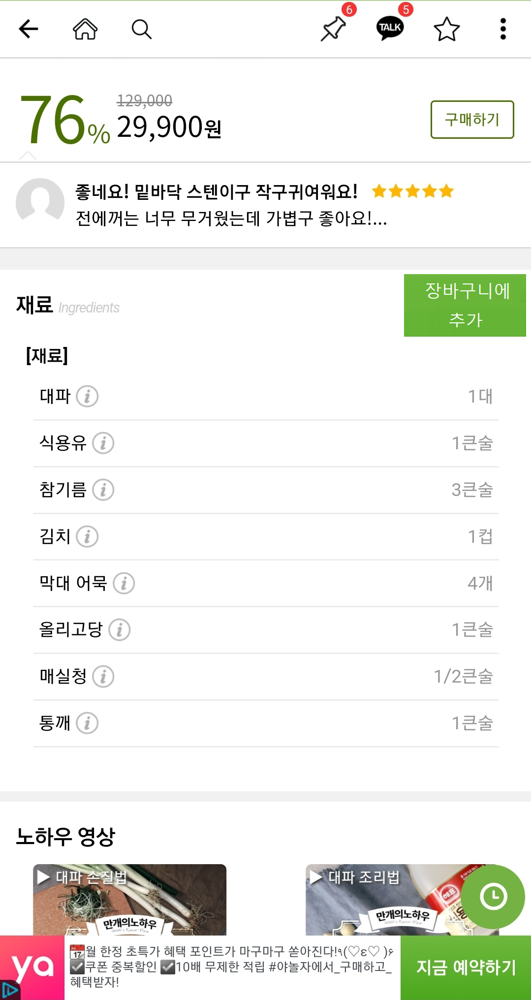 6
TALK
5
76%
129,000
29,900원
구매하기
좋네요! 밑바닥 스텐이구 작구귀여워요!
전에꺼는 너무 무거웠는데 가볍구 좋아요!...
재료 Ingredients
장바구니에
추가
[재료]
대파 i 1대
식용유 i 1큰술
참기름 i 3큰술
김치 i 1컵
막대 어묵 i 4개
올리고당 i 1큰술
매실청 i 1/2큰술
통깨 i 1큰술
노하우 영상
대파 손질법
만개의노하우
10000's Know-How
대파 조리법
만개의노하우
10000's Know-How
해표
ya
JUL
17
월 한정 초특가 혜택 포인트가 마구마구 쏟아진다!٩(♡ε♡ )۶
✔쿠폰 중복할인 ✔10배 무제한 적립 #야놀자에서_구매하고_
혜택받자!
지금 예약하기